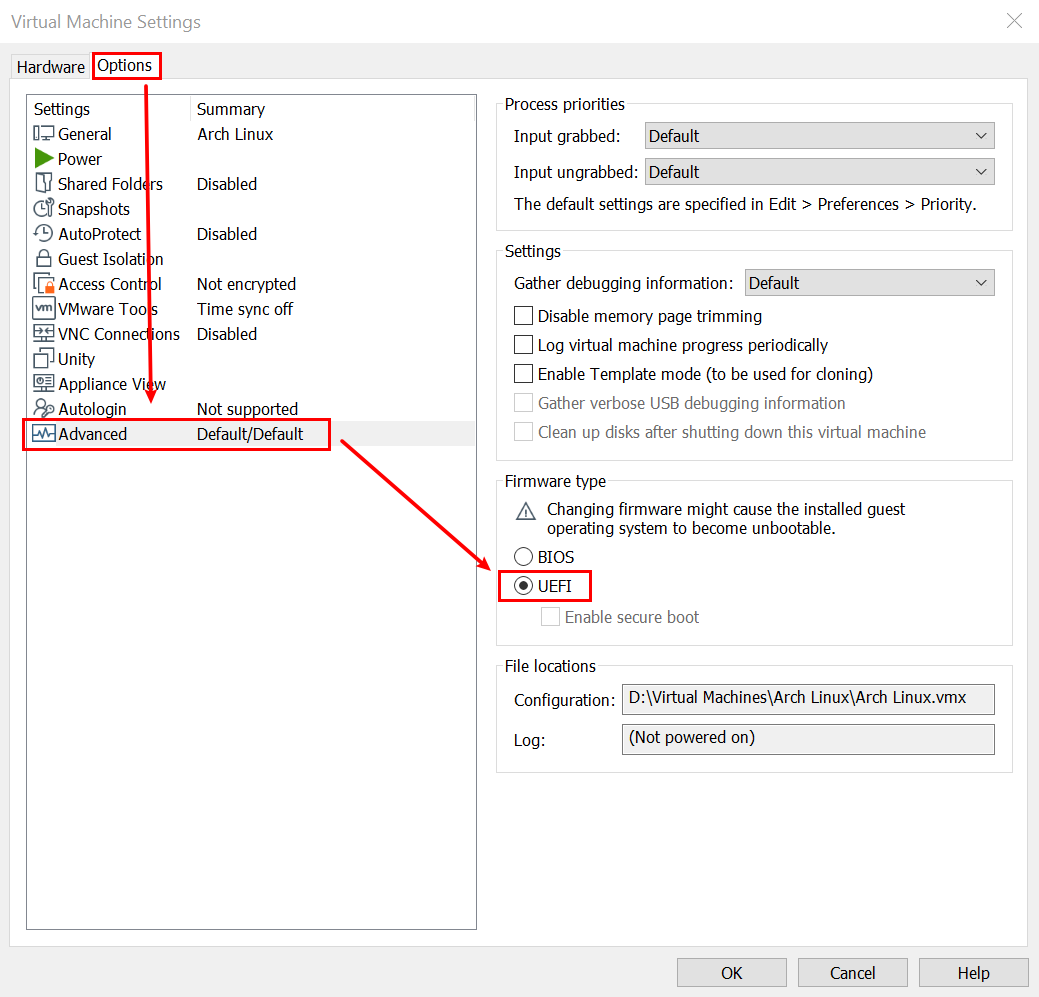 Virtual Machine Settings
Hardware
Options
Settings Summary
General Arch Linux
Power
Shared Folders Disabled
Snapshots
AutoProtect Disabled
Guest Isolation
Access Control Not encrypted
vm VMware Tools Time sync off
VNC Connections Disabled
Unity
Appliance View
Autologin Not supported
Advanced Default/Default
Process priorities
Input grabbed: Default
Input ungrabbed: Default
The default settings are specified in Edit > Preferences > Priority.
Settings
Gather debugging information: Default
Disable memory page trimming
Log virtual machine progress periodically
Enable Template mode (to be used for cloning)
Gather verbose USB debugging information
Clean up disks after shutting down this virtual machine
Firmware type
Changing firmware might cause the installed guest
operating system to become unbootable.
BIOS
UEFI
Enable secure boot
File locations
Configuration: D:\Virtual Machines\Arch Linux\Arch Linux.vmx
Log: (Not powered on)
OK Cancel Help